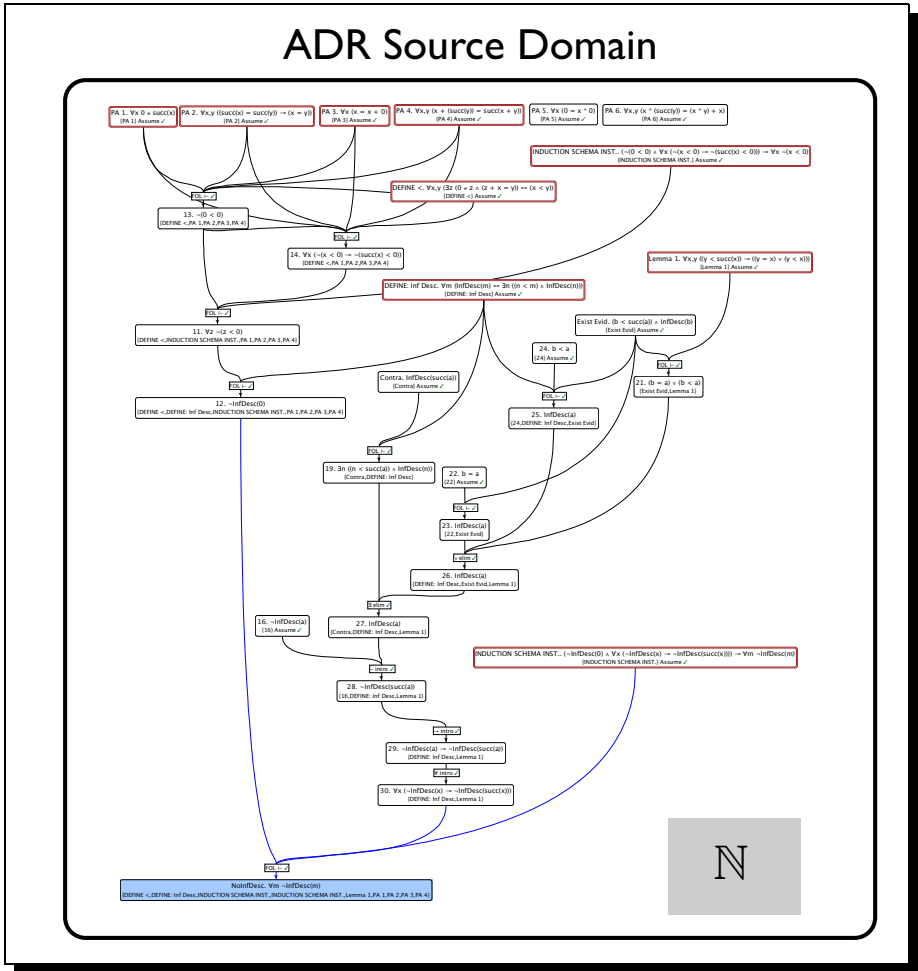 ADR Source Domain
PA 1. ∀x 0 ≠ succ(x)
{PA 1} Assume ✓
PA 2. ∀x,y ((succ(x) = succ(y)) → (x = y))
{PA 2} Assume ✓
PA 3. ∀x (x = x + 0)
{PA 3} Assume ✓
PA 4. ∀x,y (x + (succ(y)) = succ(x + y))
{PA 4} Assume ✓
PA 5. ∀x (0 = x * 0)
{PA 5} Assume ✓
PA 6. ∀x,y (x * (succ(y)) = (x * y) + x)
{PA 6} Assume ✓
INDUCTION SCHEMA INST.. (¬(0 < 0) ∧ ∀x (¬(x < 0) → ¬(succ(x) < 0))) → ∀x ¬(x < 0)
{INDUCTION SCHEMA INST.} Assume ✓
DEFINE <. ∀x,y (∃z (0 ≠ z ∧ (z + x = y)) ↔ (x < y))
{DEFINE <} Assume ✓
FOL ⊢ ✓
13. ¬(0 < 0)
{DEFINE <,PA 1,PA 2,PA 3,PA 4}
FOL ⊢ ✓
14. ∀x (¬(x < 0) → ¬(succ(x) < 0))
{DEFINE <,PA 1,PA 2,PA 3,PA 4}
Lemma 1. ∀x,y ((y < succ(x)) → ((y = x) ∨ (y < x)))
{Lemma 1} Assume ✓
DEFINE: Inf Desc. ∀m (InfDesc(m) ↔ ∃n ((n < m) ∧ InfDesc(n)))
{DEFINE: Inf Desc} Assume ✓
FOL ⊢ ✓
11. ∀z ¬(z < 0)
{DEFINE <,INDUCTION SCHEMA INST.,PA 1,PA 2,PA 3,PA 4}
Exist Evid. (b < succ(a)) ∧ InfDesc(b)
{Exist Evid} Assume ✓
24. b < a
{24} Assume ✓
FOL ⊢ ✓
21. (b = a) ∨ (b < a)
{Exist Evid,Lemma 1}
Contra. InfDesc(succ(a))
{Contra} Assume ✓
FOL ⊢ ✓
12. ¬InfDesc(0)
{DEFINE <,DEFINE: Inf Desc,INDUCTION SCHEMA INST.,PA 1,PA 2,PA 3,PA 4}
FOL ⊢ ✓
25. InfDesc(a)
{24,DEFINE: Inf Desc,Exist Evid}
FOL ⊢ ✓
19. ∃n ((n < succ(a)) ∧ InfDesc(n))
{Contra,DEFINE: Inf Desc}
22. b = a
{22} Assume ✓
FOL ⊢ ✓
23. InfDesc(a)
{22,Exist Evid}
∨ elim ✓
26. InfDesc(a)
{DEFINE: Inf Desc,Exist Evid,Lemma 1}
∃ elim ✓
27. InfDesc(a)
{Contra,DEFINE: Inf Desc,Lemma 1}
16. ¬InfDesc(a)
{16} Assume ✓
¬ intro ✓
28. ¬InfDesc(succ(a))
{16,DEFINE: Inf Desc,Lemma 1}
INDUCTION SCHEMA INST.. (¬InfDesc(0) ∧ ∀x (¬InfDesc(x) → ¬InfDesc(succ(x)))) → ∀m ¬InfDesc(m)
{INDUCTION SCHEMA INST.} Assume ✓
→ intro ✓
29. ¬InfDesc(a) → ¬InfDesc(succ(a))
{DEFINE: Inf Desc,Lemma 1}
∀ intro ✓
30. ∀x (¬InfDesc(x) → ¬InfDesc(succ(x)))
{DEFINE: Inf Desc,Lemma 1}
FOL ⊢ ✓
NoInfDesc. ∀m ¬InfDesc(m)
{DEFINE <,DEFINE: Inf Desc,INDUCTION SCHEMA INST.,INDUCTION SCHEMA INST.,Lemma 1,PA 1,PA 2,PA 3,PA 4}
ℕ